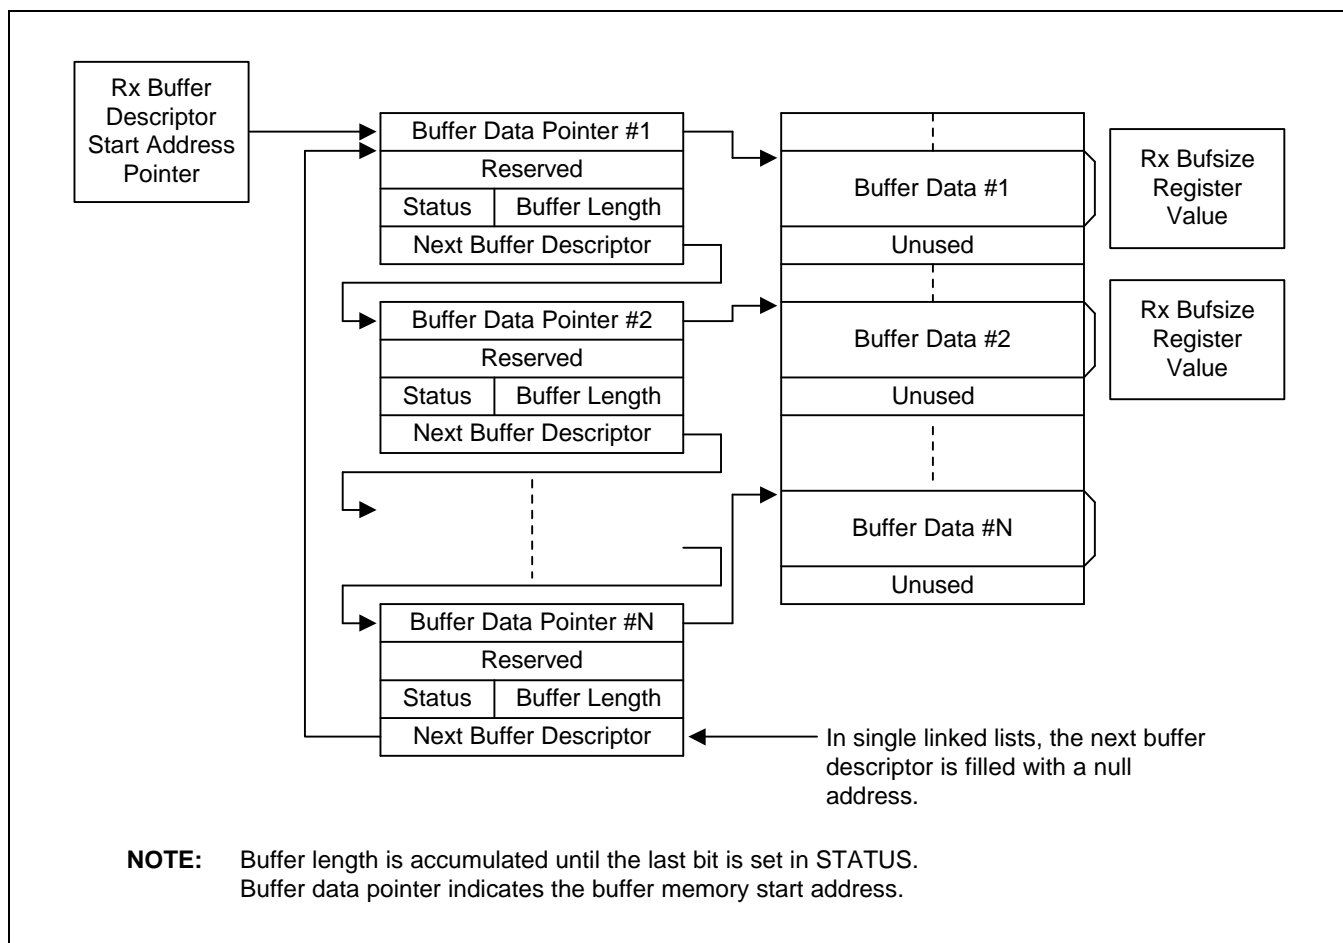 Rx Buffer
Descriptor
Start Address
Pointer
Buffer Data Pointer #1
Reserved
Status Buffer Length
Next Buffer Descriptor
Buffer Data Pointer #2
Reserved
Status Buffer Length
Next Buffer Descriptor
Buffer Data Pointer #N
Reserved
Status Buffer Length
Next Buffer Descriptor
Buffer Data #1
Unused
Buffer Data #2
Unused
Buffer Data #N
Unused
Rx Bufsize
Register
Value
Rx Bufsize
Register
Value
In single linked lists, the next buffer
descriptor is filled with a null
address.
NOTE: Buffer length is accumulated until the last bit is set in STATUS.
Buffer data pointer indicates the buffer memory start address.